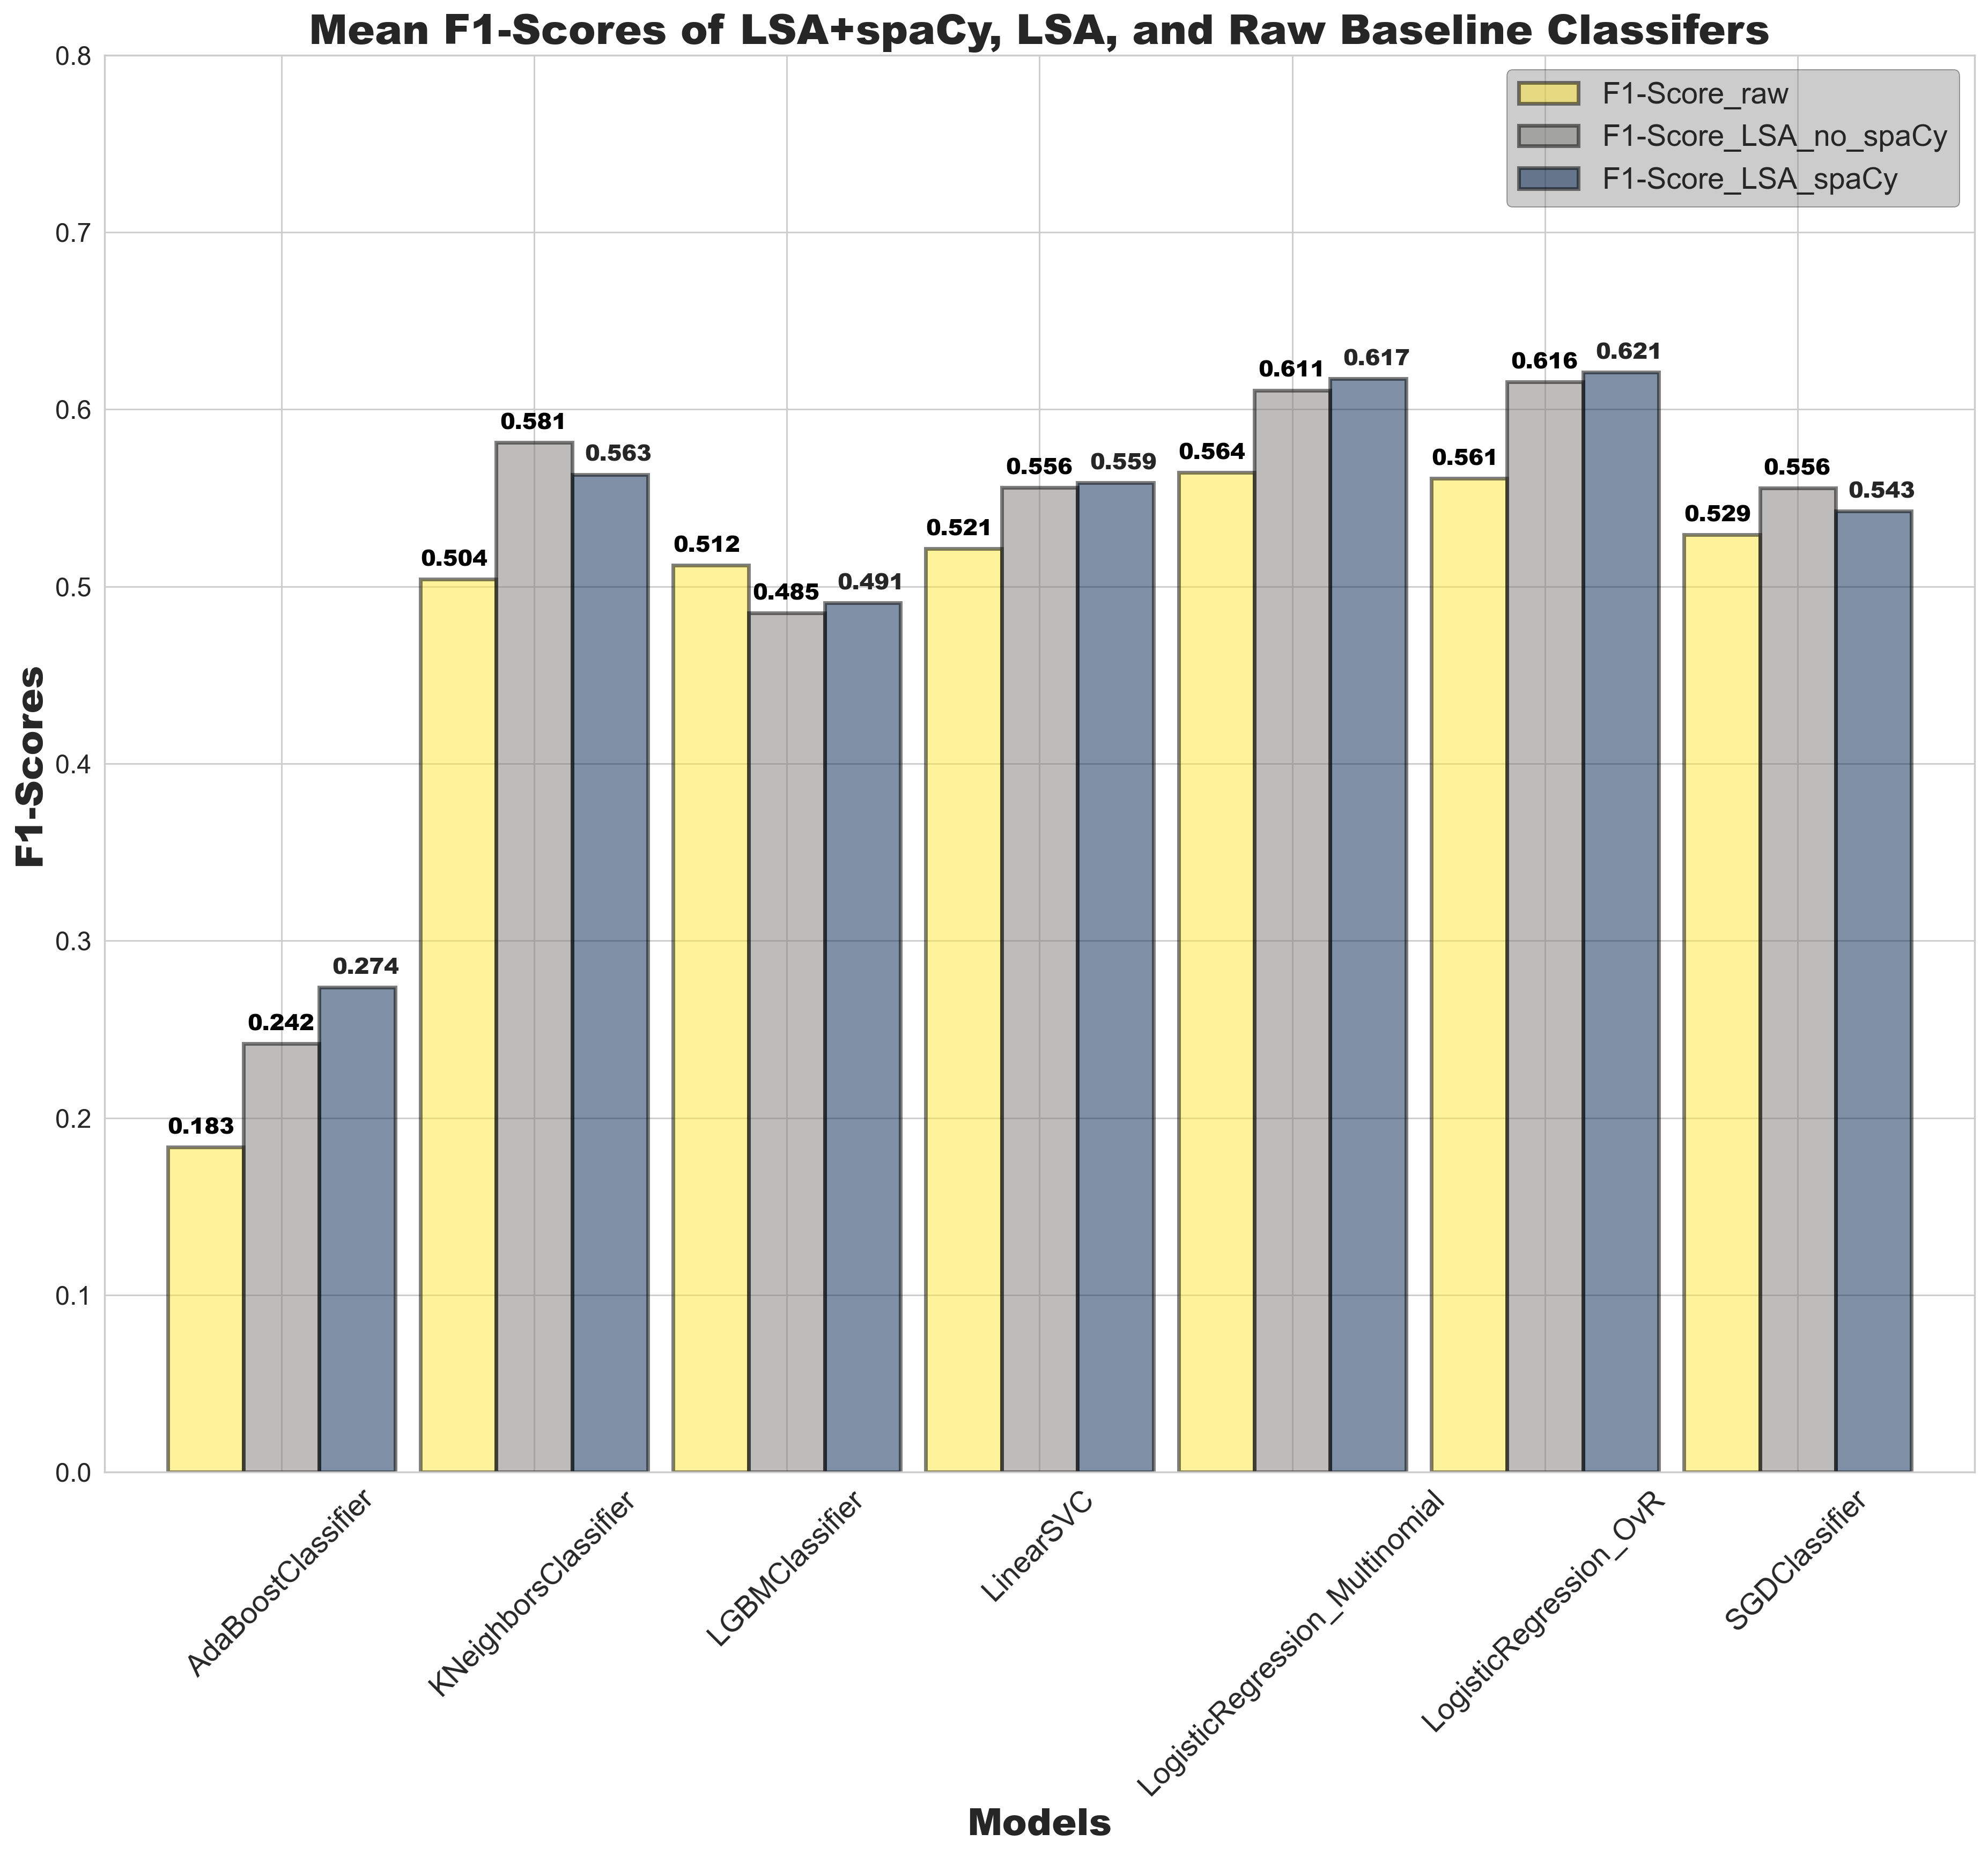 Mean F1-Scores of LSA+spaCy, LSA, and Raw Baseline Classifers
F1-Score_raw
F1-Score_LSA_no_spaCy
F1-Score_LSA_spaCy
F1-Scores
0.8
0.7
0.6
0.5
0.4
0.3
0.2
0.1
0.0
0.183
0.242
0.274
0.504
0.581
0.563
0.512
0.485
0.491
0.521
0.556
0.559
0.564
0.611
0.617
0.561
0.616
0.621
0.529
0.556
0.543
AdaBoostClassifier
KNeighborsClassifier
LGBMClassifier
LinearSVC
LogisticRegression_Multinomial
LogisticRegression_OvR
SGDClassifier
Models